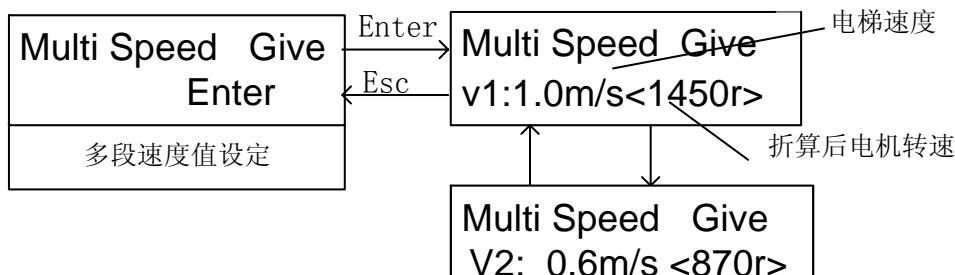 Multi Speed Give
Enter
多段速度值设定
Enter
Esc
Multi Speed Give
v1:1.0m/s<1450r>
电梯速度
折算后电机转速
Multi Speed Give
V2: 0.6m/s <870r>